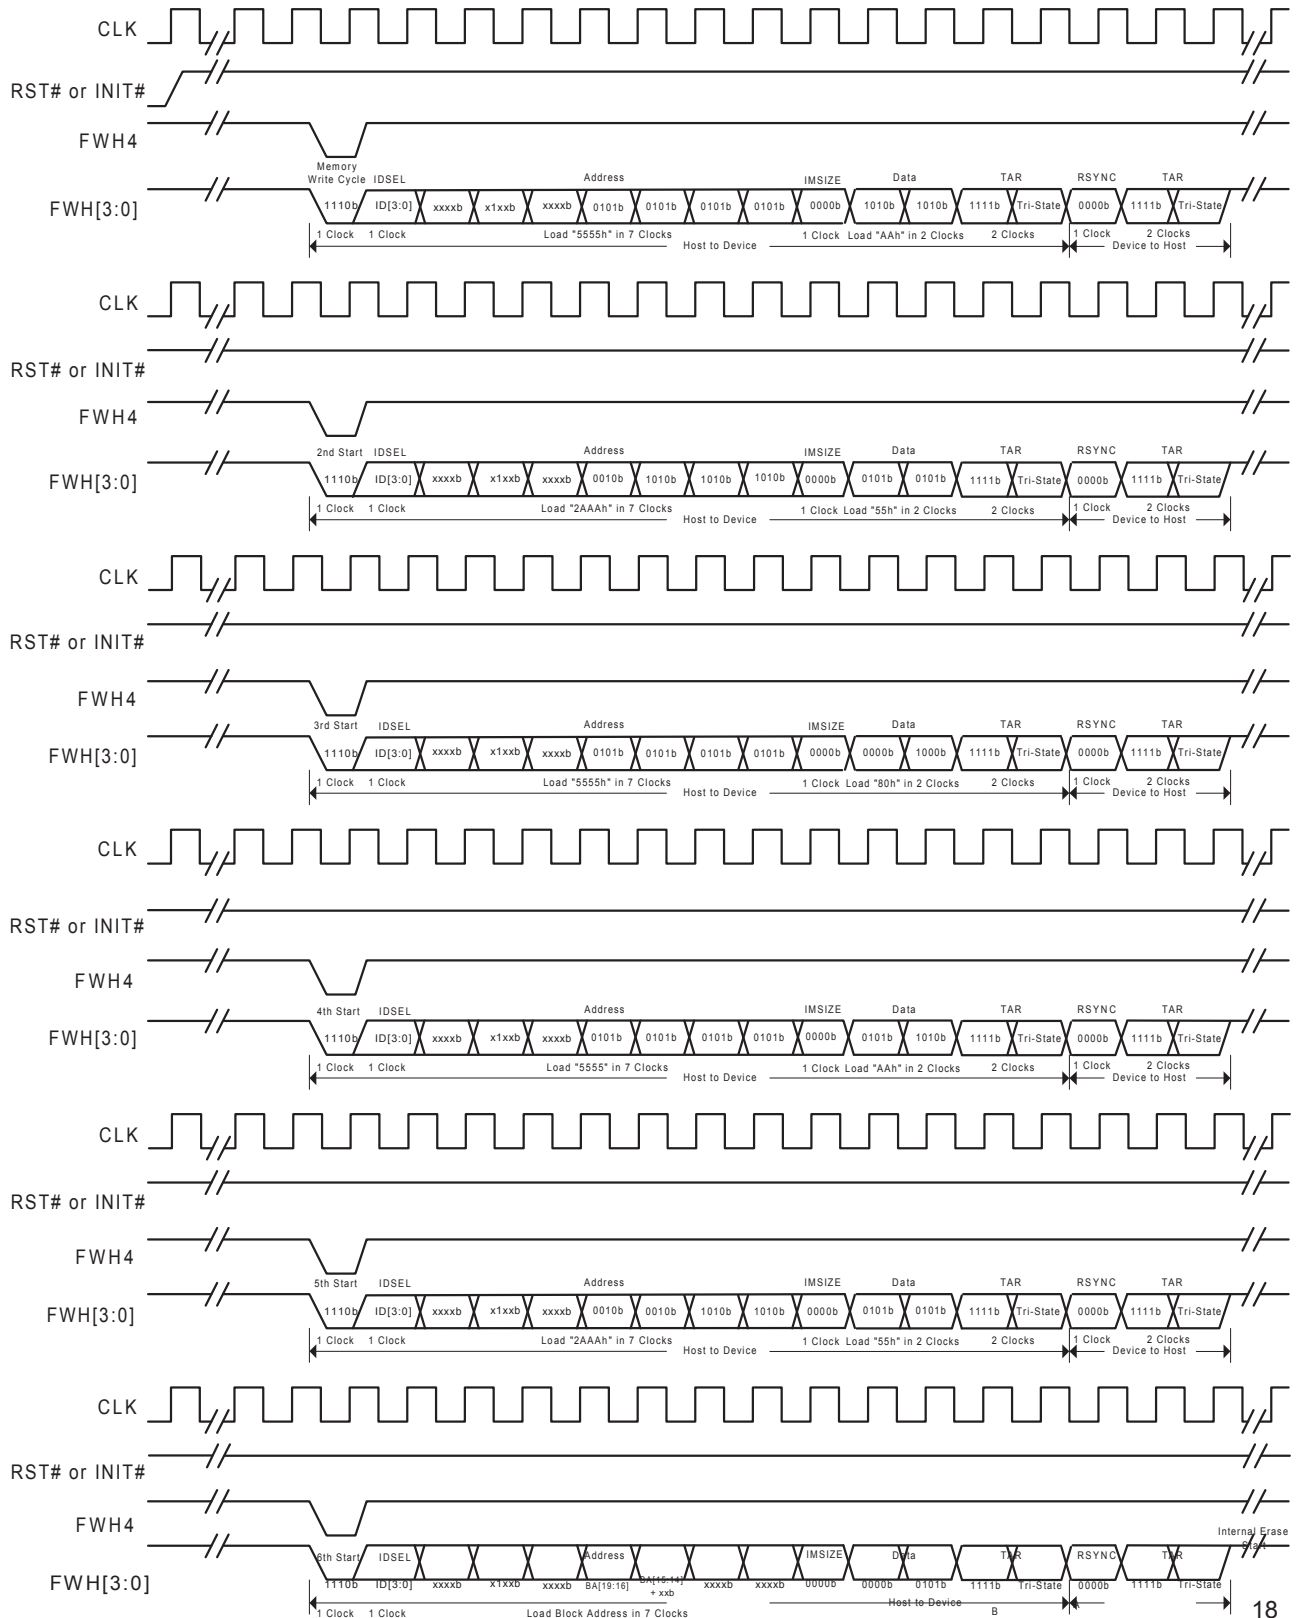 CLK
RST# or INIT#
FWH4
Memory
Write Cycle IDSEL Address IMSIZE Data TAR RSYNC TAR
FWH[3:0] 1110b ID[3:0] xxxxb x1xxb xxxxb 0101b 0101b 0101b 0101b 0000b 1010b 1010b 1111b Tri-State 0000b 1111b Tri-State
1 Clock 1 Clock Load "5555h" in 7 Clocks 1 Clock Load "AAh" in 2 Clocks 2 Clocks 1 Clock 2 Clocks
Host to Device Device to Host
CLK
RST# or INIT#
FWH4
2nd Start IDSEL Address IMSIZE Data TAR RSYNC TAR
FWH[3:0] 1110b ID[3:0] xxxxb x1xxb xxxxb 0010b 1010b 1010b 1010b 0000b 0101b 0101b 1111b Tri-State 0000b 1111b Tri-State
1 Clock 1 Clock Load "2AAAh" in 7 Clocks 1 Clock Load "55h" in 2 Clocks 2 Clocks 1 Clock 2 Clocks
Host to Device Device to Host
CLK
RST# or INIT#
FWH4
3rd Start IDSEL Address IMSIZE Data TAR RSYNC TAR
FWH[3:0] 1110b ID[3:0] xxxxb x1xxb xxxxb 0101b 0101b 0101b 0101b 0000b 0000b 1000b 1111b Tri-State 0000b 1111b Tri-State
1 Clock 1 Clock Load "5555h" in 7 Clocks 1 Clock Load "80h" in 2 Clocks 2 Clocks 1 Clock 2 Clocks
Host to Device Device to Host
CLK
RST# or INIT#
FWH4
4th Start IDSEL Address IMSIZE Data TAR RSYNC TAR
FWH[3:0] 1110b ID[3:0] xxxxb x1xxb xxxxb 0101b 0101b 0101b 0101b 0000b 0101b 1010b 1111b Tri-State 0000b 1111b Tri-State
1 Clock 1 Clock Load "5555" in 7 Clocks 1 Clock Load "AAh" in 2 Clocks 2 Clocks 1 Clock 2 Clocks
Host to Device Device to Host
CLK
RST# or INIT#
FWH4
5th Start IDSEL Address IMSIZE Data TAR RSYNC TAR
FWH[3:0] 1110b ID[3:0] xxxxb x1xxb xxxxb 0010b 0010b 1010b 1010b 0000b 0101b 0101b 1111b Tri-State 0000b 1111b Tri-State
1 Clock 1 Clock Load "2AAAh" in 7 Clocks 1 Clock Load "55h" in 2 Clocks 2 Clocks 1 Clock 2 Clocks
Host to Device Device to Host
CLK
RST# or INIT#
FWH4
Internal Erase
Start
6th Start IDSEL Address IMSIZE Data TAR RSYNC TAR
FWH[3:0] 1110b ID[3:0] xxxxb x1xxb xxxxb BA[19:16] BA[15:14] + xxb xxxxb xxxxb 0000b 0000b 0101b 1111b Tri-State 0000b 1111b Tri-State
Host to Device
1 Clock 1 Clock Load Block Address in 7 Clocks B A
18